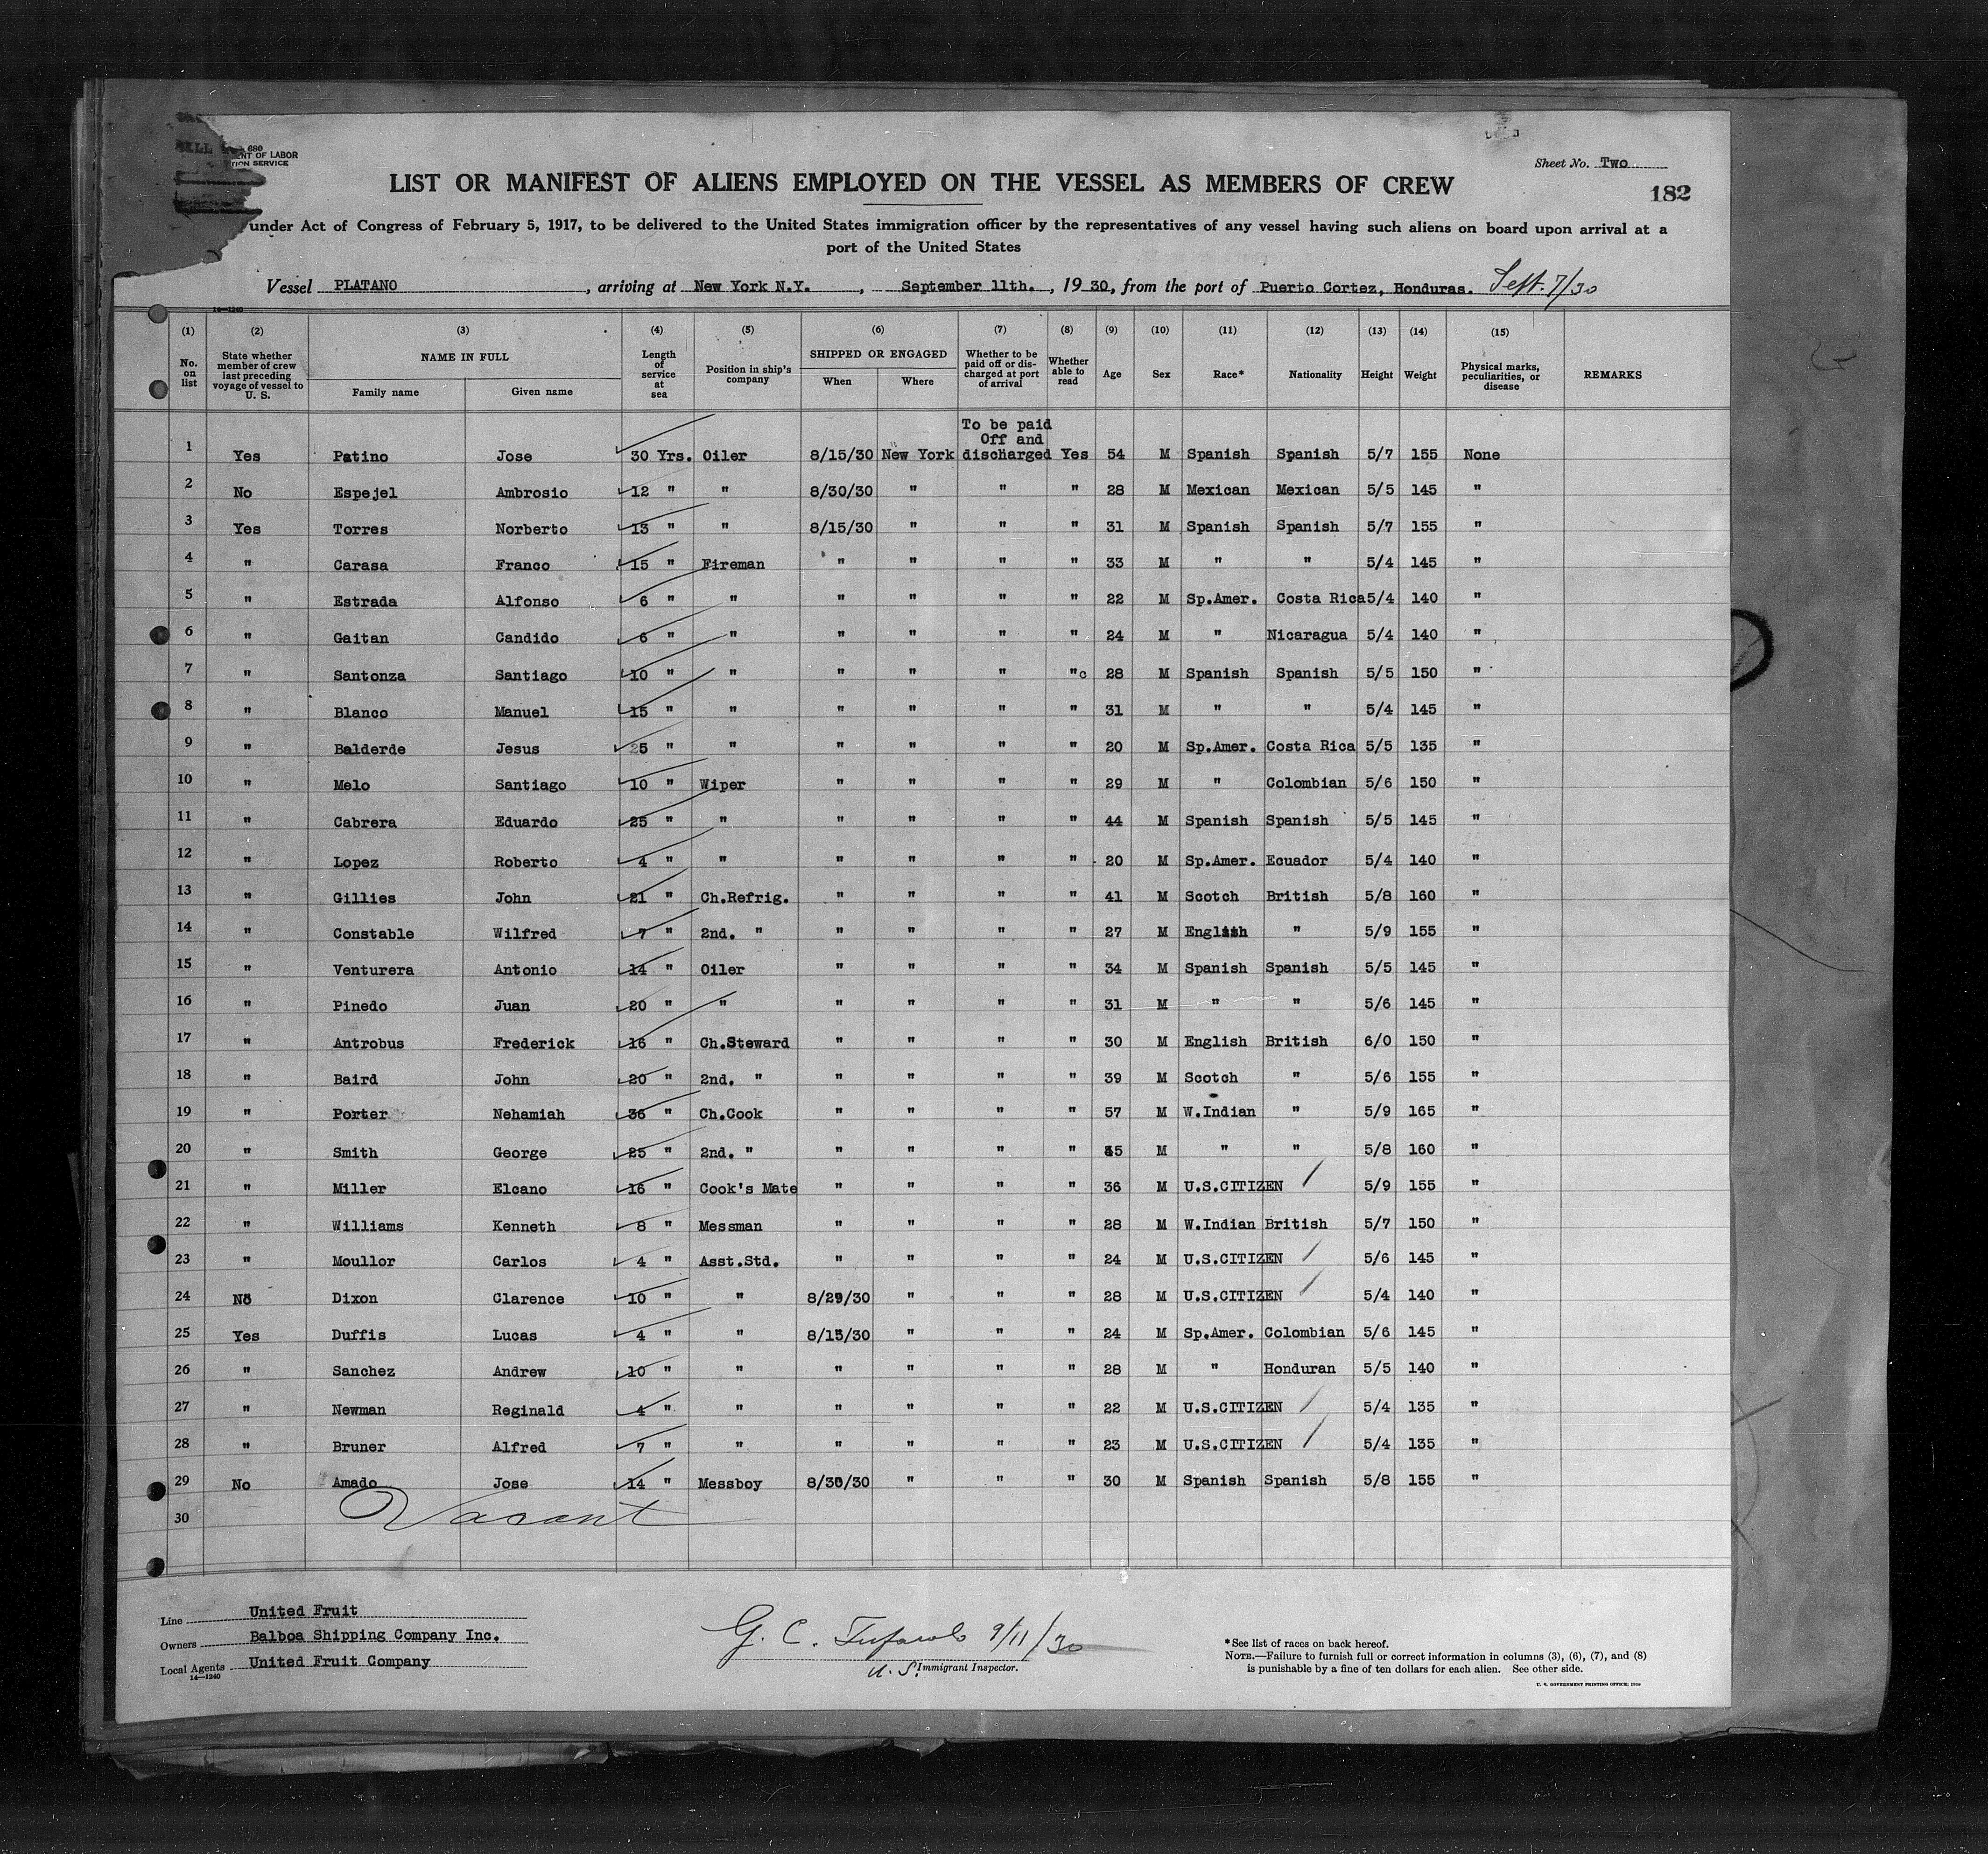 680
ENT OF LABOR
TION SERVICE
Sheet No. Two
LIST OR MANIFEST OF ALIENS EMPLOYED ON THE VESSEL AS MEMBERS OF CREW
182
under Act of Congress of February 5, 1917, to be delivered to the United States immigration officer by the representatives of any vessel having such aliens on board upon arrival at a
port of the United States
Vessel PLATANO, arriving at New York N.Y., September 11th., 1930, from the port of Puerto Cortez, Honduras. Sept. 7/30
14—1240
(1) (2) (3) (4) (5) (6) (7) (8) (9) (10) (11) (12) (13) (14) (15)
No. on list State whether member of crew last preceding voyage of vessel to U. S. NAME IN FULL Family name Given name Length of service at sea Position in ship's company SHIPPED OR ENGAGED When Where Whether to be paid off or discharged at port of arrival Whether able to read Age Sex Race* Nationality Height Weight Physical marks, peculiarities, or disease REMARKS
1 Yes Patino Jose 30 Yrs. Oiler 8/15/30 New York To be paid Off and discharged Yes 54 M Spanish Spanish 5/7 155 None
2 No Espejel Ambrosio 12 " " 8/30/30 " " " 28 M Mexican Mexican 5/5 145 "
3 Yes Torres Norberto 13 " " 8/15/30 " " " 31 M Spanish Spanish 5/7 155 "
4 " Carasa Franco 15 " Fireman " " " " 33 M " " 5/4 145 "
5 " Estrada Alfonso 6 " " " " " " 22 M Sp.Amer. Costa Rica 5/4 140 "
6 " Gaitan Candido 6 " " " " " " 24 M " Nicaragua 5/4 140 "
7 " Santonza Santiago 10 " " " " " "c 28 M Spanish Spanish 5/5 150 "
8 " Blanco Manuel 15 " " " " " " 31 M " " 5/4 145 "
9 " Balderde Jesus 5 " " " " " " 20 M Sp.Amer. Costa Rica 5/5 135 "
10 " Melo Santiago 10 " Wiper " " " " 29 M " Colombian 5/6 150 "
11 " Cabrera Eduardo 25 " " " " " " 44 M Spanish Spanish 5/5 145 "
12 " Lopez Roberto 4 " " " " " " 20 M Sp.Amer. Ecuador 5/4 140 "
13 " Gillies John 21 " Ch.Refrig. " " " " 41 M Scotch British 5/8 160 "
14 " Constable Wilfred 7 " 2nd. " " " " " 27 M English " 5/9 155 "
15 " Venturera Antonio 14 " Oiler " " " " 34 M Spanish Spanish 5/5 145 "
16 " Pinedo Juan 20 " " " " " " 31 M " " 5/6 145 "
17 " Antrobus Frederick 16 " Ch.Steward " " " " 30 M English British 6/0 150 "
18 " Baird John 20 " 2nd. " " " " " 39 M Scotch " 5/6 155 "
19 " Porter Nehamiah 36 " Ch.Cook " " " " 57 M W.Indian " 5/9 165 "
20 " Smith George 25 " 2nd. " " " " " M " " 5/8 160 "
21 " Miller Elcano 16 " Cook's Mate " " " " 36 M U.S.CITIZEN 5/9 155 "
22 " Williams Kenneth 8 " Messman " " " " 28 M W.Indian British 5/7 150 "
23 " Moullor Carlos 4 " Asst.Std. " " " " 24 M U.S.CITIZEN 5/6 145 "
24 No Dixon Clarence 10 " " 8/29/30 " " " 28 M U.S.CITIZEN 5/4 140 "
25 Yes Duffis Lucas 4 " " 8/15/30 " " " 24 M Sp.Amer. Colombian 5/6 145 "
26 " Sanchez Andrew 10 " " " " " " 28 M " Honduran 5/5 140 "
27 " Newman Reginald 4 " " " " " " 22 M U.S.CITIZEN 5/4 135 "
28 " Bruner Alfred 7 " " " " " " 23 M U.S.CITIZEN 5/4 135 "
29 No Amado Jose 14 " Messboy 8/30/30 " " " 30 M Spanish Spanish 5/8 155 "
30 Vacant
Line United Fruit
Owners Balboa Shipping Company Inc.
Local Agents United Fruit Company
14—1240
G. C. 9/11/30
U. S. Immigrant Inspector.
*See list of races on back hereof.
NOTE.—Failure to furnish full or correct information in columns (3), (6), (7), and (8)
is punishable by a fine of ten dollars for each alien. See other side.
U. S. GOVERNMENT PRINTING OFFICE: